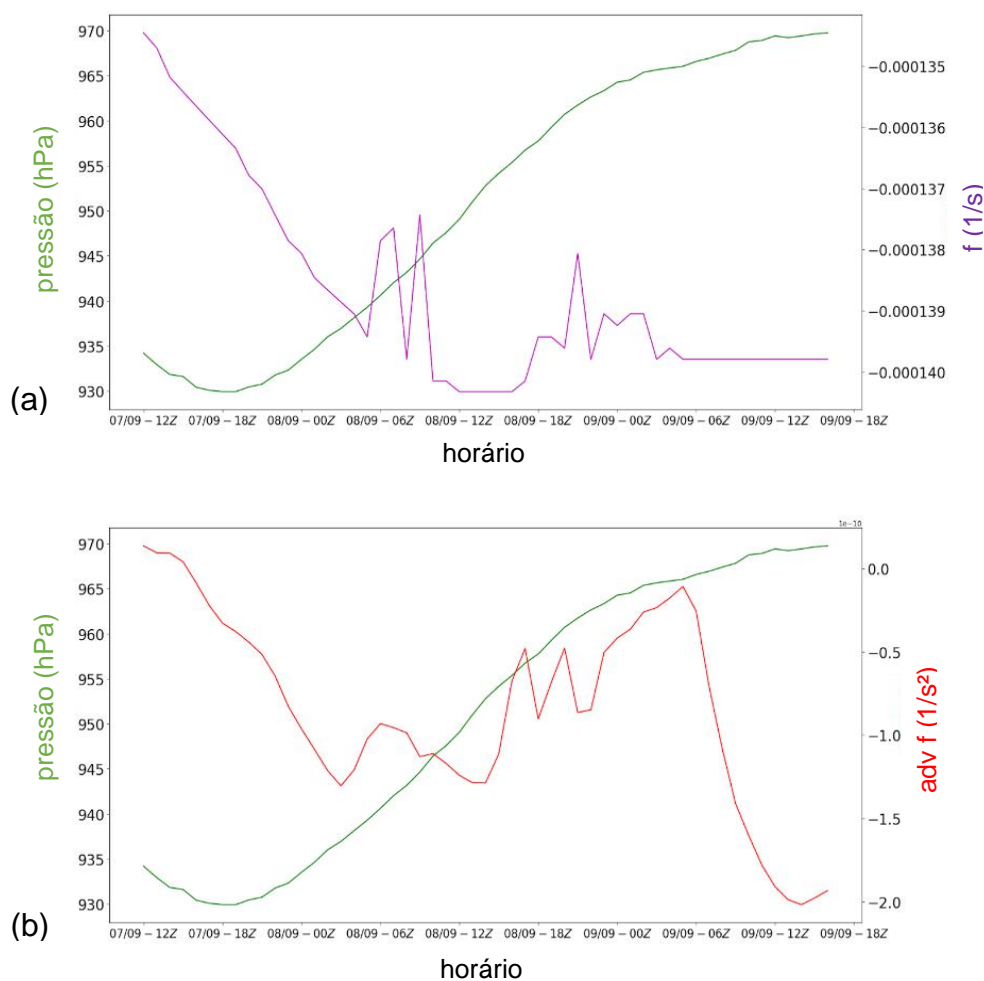 970
965
960
955
950
945
940
935
930
pressão (hPa)
−0.000135
−0.000136
−0.000137
−0.000138
−0.000139
−0.000140
f (1/s)
(a)
07/09 − 12Z 07/09 − 18Z 08/09 − 00Z 08/09 − 06Z 08/09 − 12Z 08/09 − 18Z 09/09 − 00Z 09/09 − 06Z 09/09 − 12Z 09/09 − 18Z
horário
1e−10
970
965
960
955
950
945
940
935
930
pressão (hPa)
0.0
−0.5
−1.0
−1.5
−2.0
adv f (1/s²)
(b)
07/09 − 12Z 07/09 − 18Z 08/09 − 00Z 08/09 − 06Z 08/09 − 12Z 08/09 − 18Z 09/09 − 00Z 09/09 − 06Z 09/09 − 12Z 09/09 − 18Z
horário